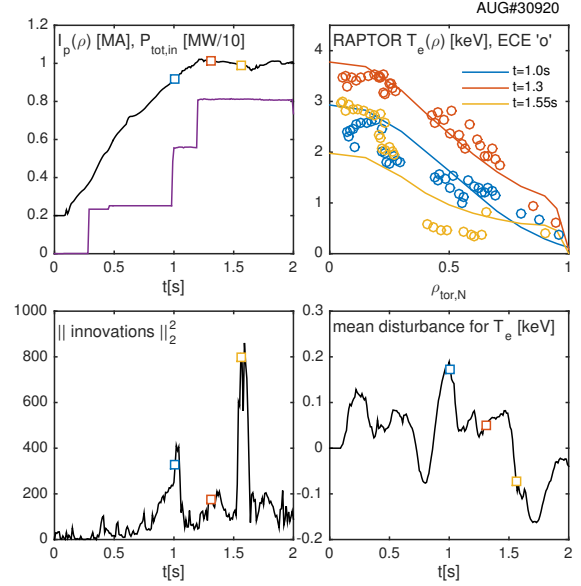 AUG#30920
I_p(ρ) [MA], P_tot,in [MW/10]
1.2
1
0.8
0.6
0.4
0.2
0
0 0.5 1 1.5 2
t[s]
RAPTOR T_e(ρ) [keV], ECE 'o'
t=1.0s
t=1.3
t=1.55s
4
3
2
1
0
0 0.5 1
ρ_tor,N
|| innovations ||_2^2
1000
800
600
400
200
0
0 0.5 1 1.5 2
t[s]
mean disturbance for T_e [keV]
0.3
0.2
0.1
0
-0.1
-0.2
0 0.5 1 1.5 2
t[s]